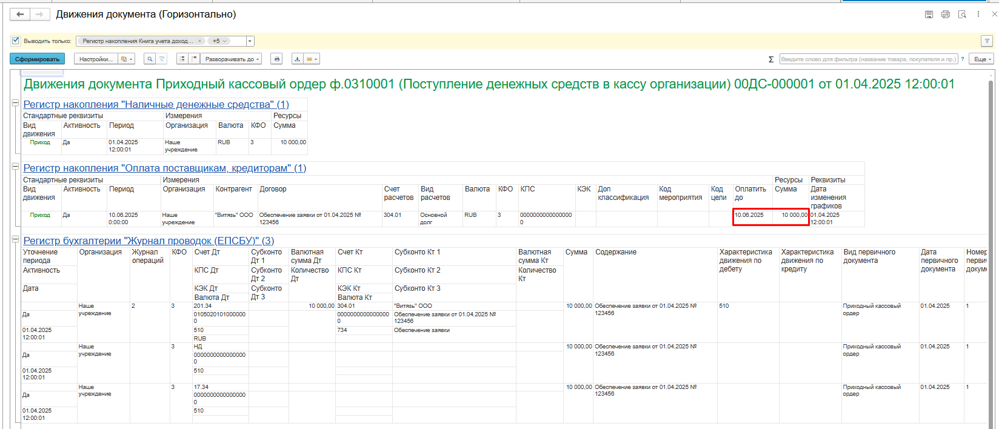 Движения документа (Горизонтально)
Выводить только: Регистр накопления Книга учета доход... × +5
Сформировать Настройки... Разворачивать до Σ Введите слово для фильтра (название товара, покупателя и пр.) ? Еще
Движения документа Приходный кассовый ордер ф.0310001 (Поступление денежных средств в кассу организации) 00ДС-000001 от 01.04.2025 12:00:01
Регистр накопления "Наличные денежные средства" (1)
Стандартные реквизиты Измерения Ресурсы
Вид Активность Период Организация Валюта КФО Сумма
движения
Приход Да 01.04.2025 Наше RUB 3 10 000,00
12:00:01 учреждение
Регистр накопления "Оплата поставщикам, кредиторам" (1)
Стандартные реквизиты Измерения Ресурсы Реквизиты
Вид Активность Период Организация Контрагент Договор Счет Вид Валюта КФО КПС КЭК Доп Код Код Оплатить Сумма Дата
движения расчетов расчетов классификация мероприятия цели до изменения
графиков
Приход Да 10.06.2025 Наше "Витязь" ООО Обеспечение заявки от 01.04.2025 № 304.01 Основной RUB 3 0000000000000000 10.06.2025 10 000,00 01.04.2025
0:00:00 учреждение 123456 долг 0 12:00:01
Регистр бухгалтерии "Журнал проводок (ЕПСБУ)" (3)
Уточнение Организация Журнал КФО Счет Дт Субконто Валютная Счет Кт Субконто Кт 1 Валютная Сумма Содержание Характеристика Характеристика Вид первичного Дата Номер
периода операций Дт 1 сумма Дт сумма Кт движения по движения по документа первичного первич
Активность КПС Дт Субконто Количество КПС Кт Субконто Кт 2 Количество дебету кредиту документа докуме
Дт 2 Дт Кт
Дата КЭК Дт Субконто КЭК Кт Субконто Кт 3
Валюта Дт Дт 3 Валюта Кт
Наше 2 3 201.34 10 000,00 304.01 "Витязь" ООО 10 000,00 Обеспечение заявки от 01.04.2025 № 510 Приходный кассовый 01.04.2025 1
Да учреждение 0105020101000000 0000000000000000 Обеспечение заявки от 01.04.2025 № 123456 ордер
0 0 123456
01.04.2025 510 734 Обеспечение заявки
12:00:01 RUB
Наше 3 НД 10 000,00 Обеспечение заявки от 01.04.2025 № Приходный кассовый 01.04.2025 1
Да учреждение 0000000000000000 123456 ордер
0
01.04.2025 510
12:00:01
Наше 3 17.34 10 000,00 Обеспечение заявки от 01.04.2025 № Приходный кассовый 01.04.2025 1
Да учреждение 0000000000000000 123456 ордер
0
01.04.2025 510
12:00:01